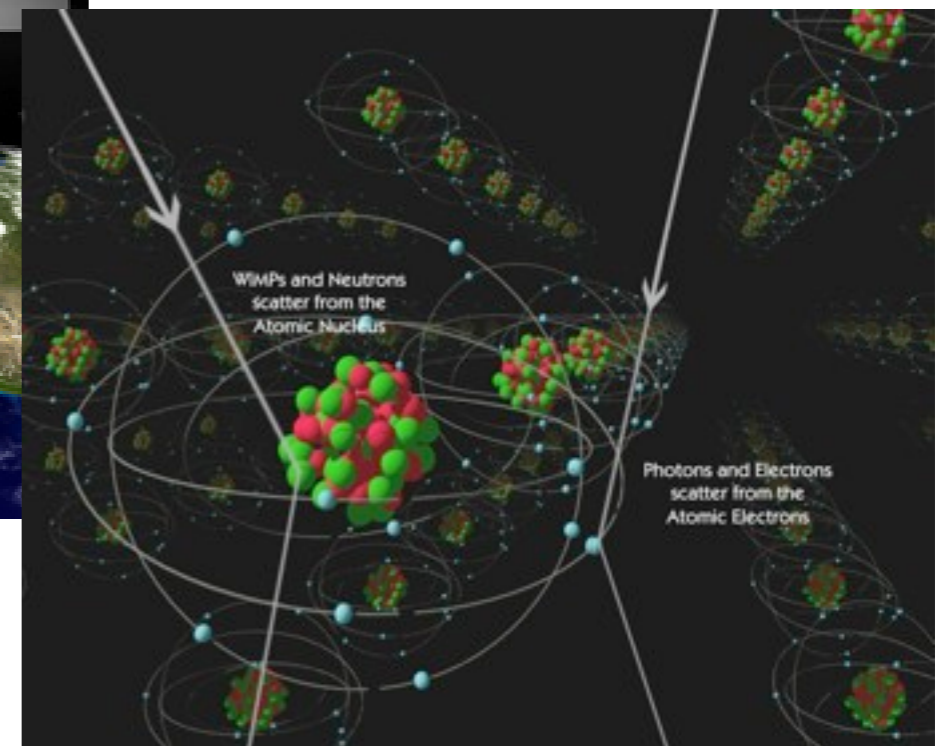 WIMPs and Neutrons
scatter from the
Atomic Nucleus
Photons and Electrons
scatter from the
Atomic Electrons